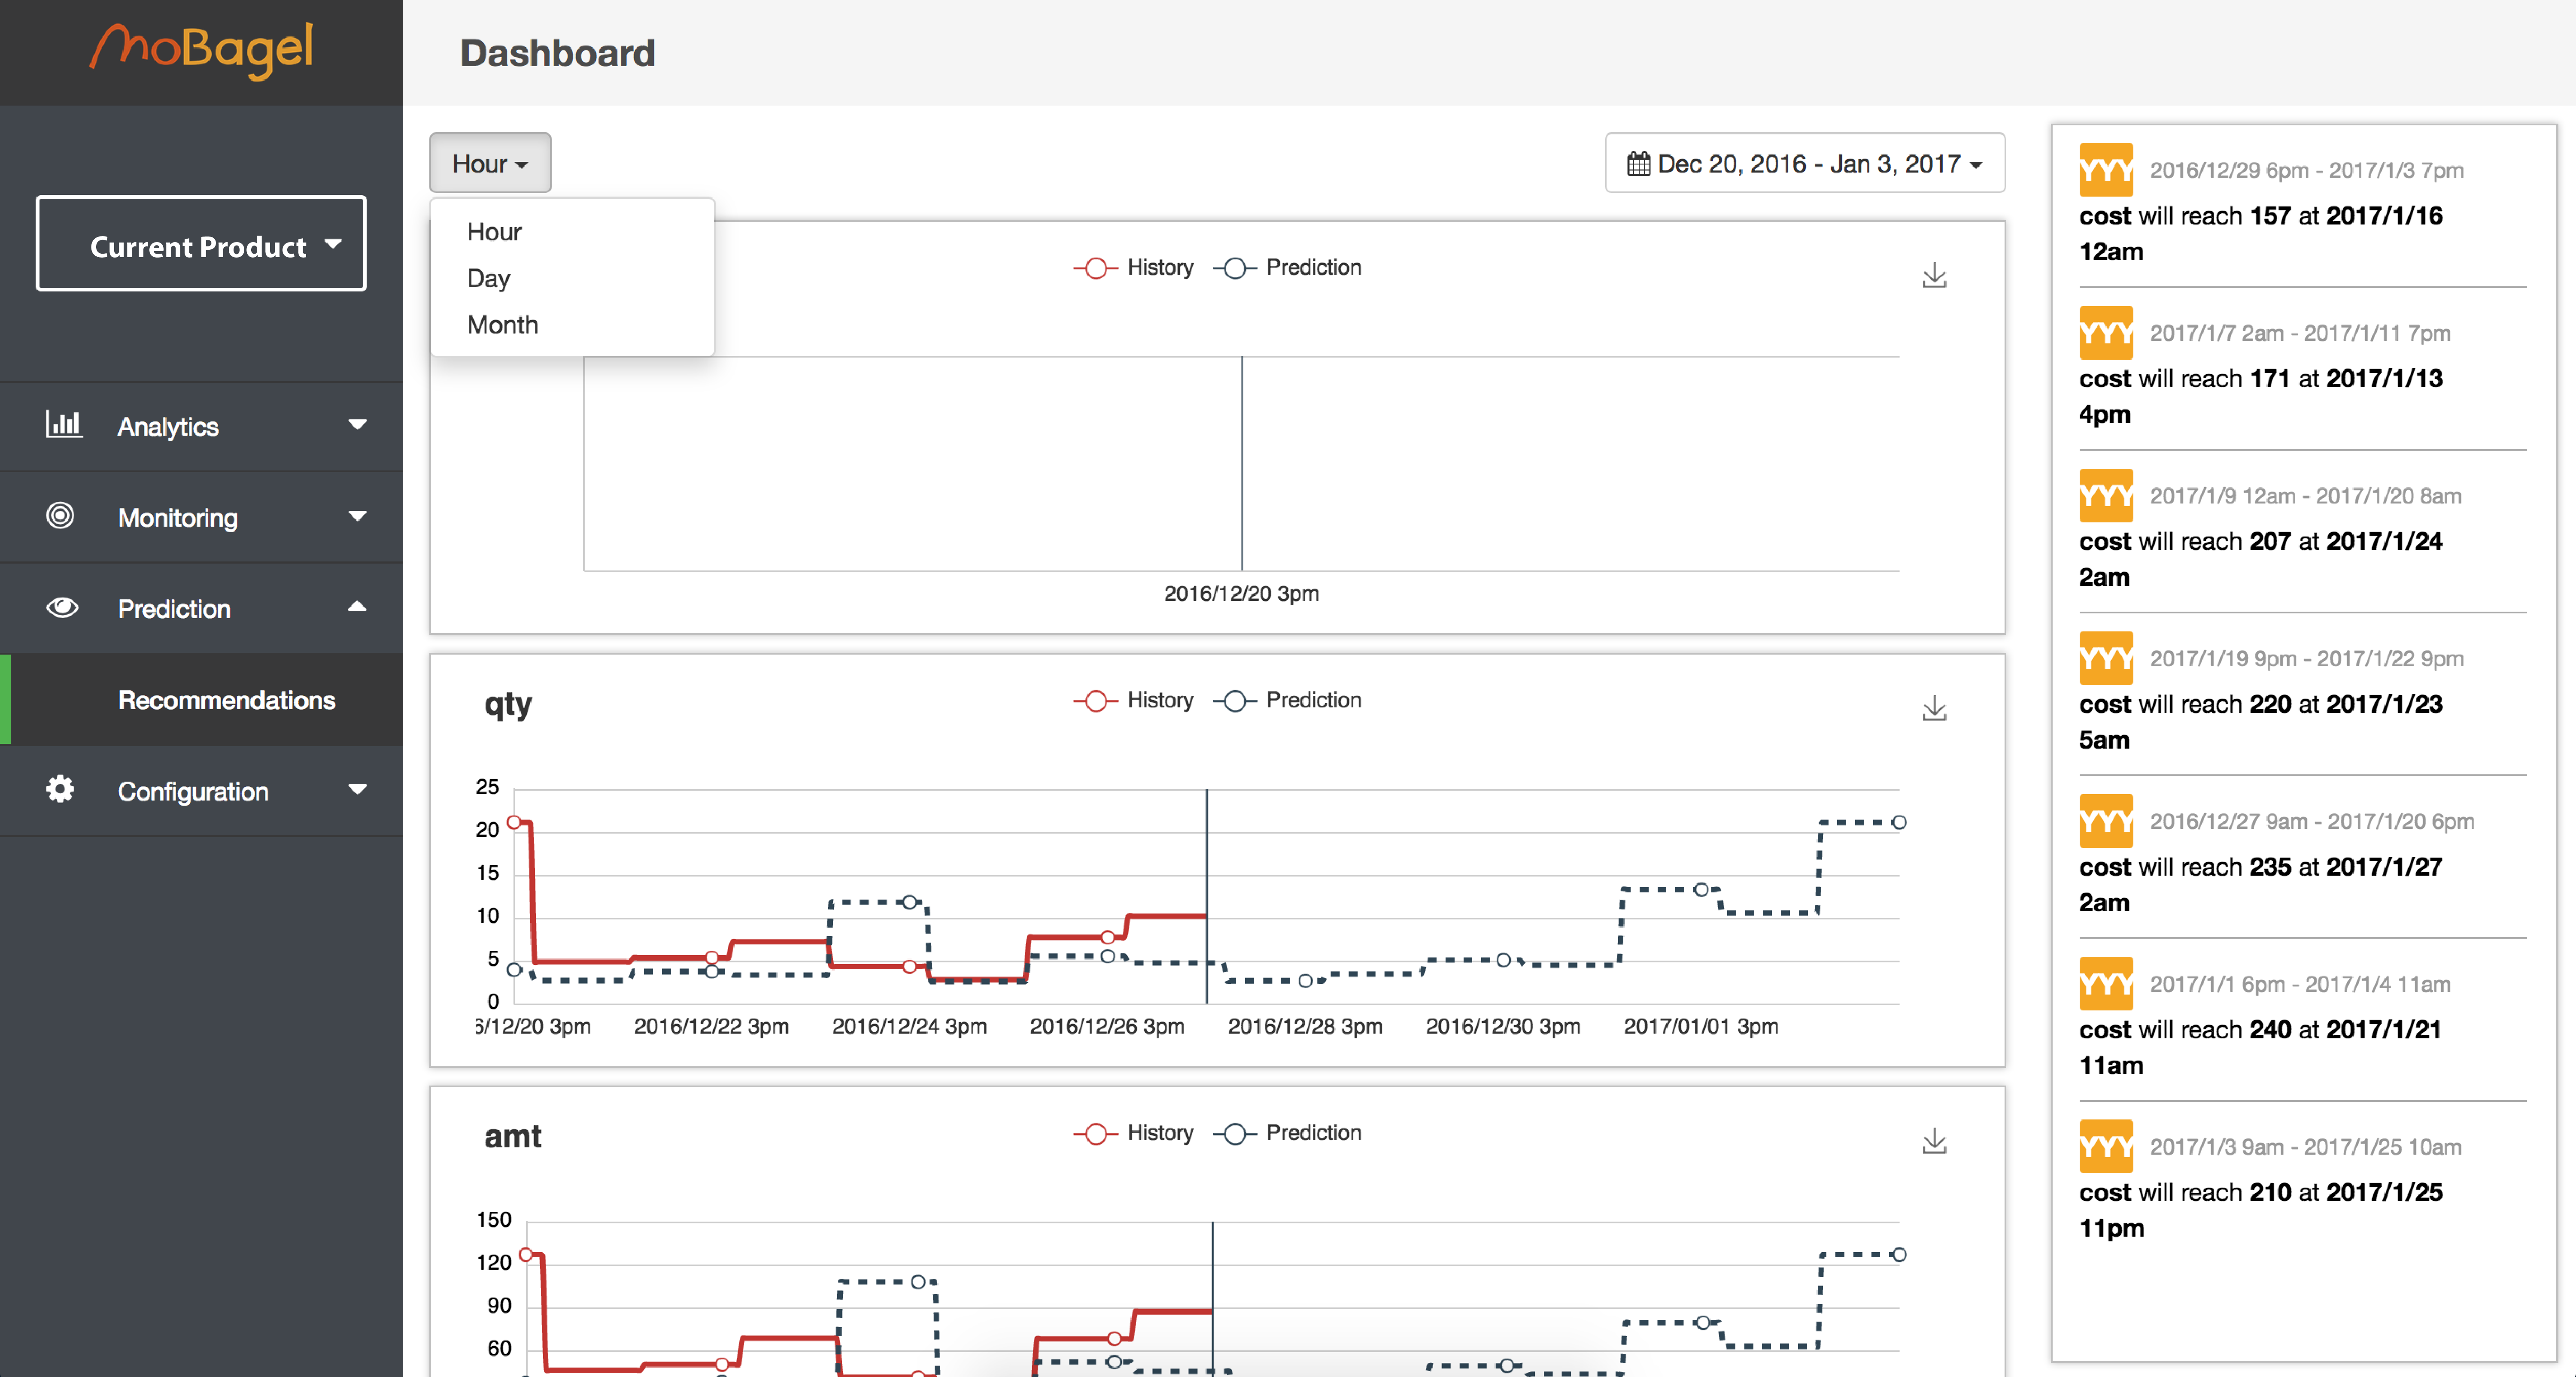 moBagel
Dashboard
Current Product
Analytics
Monitoring
Prediction
Recommendations
Configuration
Hour
Hour
Day
Month
Dec 20, 2016 - Jan 3, 2017
History Prediction
2016/12/20 3pm
qty
History Prediction
25
20
15
10
5
0
6/12/20 3pm 2016/12/22 3pm 2016/12/24 3pm 2016/12/26 3pm 2016/12/28 3pm 2016/12/30 3pm 2017/01/01 3pm
amt
History Prediction
150
120
90
60
YYY 2016/12/29 6pm - 2017/1/3 7pm
cost will reach 157 at 2017/1/16
12am
YYY 2017/1/7 2am - 2017/1/11 7pm
cost will reach 171 at 2017/1/13
4pm
YYY 2017/1/9 12am - 2017/1/20 8am
cost will reach 207 at 2017/1/24
2am
YYY 2017/1/19 9pm - 2017/1/22 9pm
cost will reach 220 at 2017/1/23
5am
YYY 2016/12/27 9am - 2017/1/20 6pm
cost will reach 235 at 2017/1/27
2am
YYY 2017/1/1 6pm - 2017/1/4 11am
cost will reach 240 at 2017/1/21
11am
YYY 2017/1/3 9am - 2017/1/25 10am
cost will reach 210 at 2017/1/25
11pm